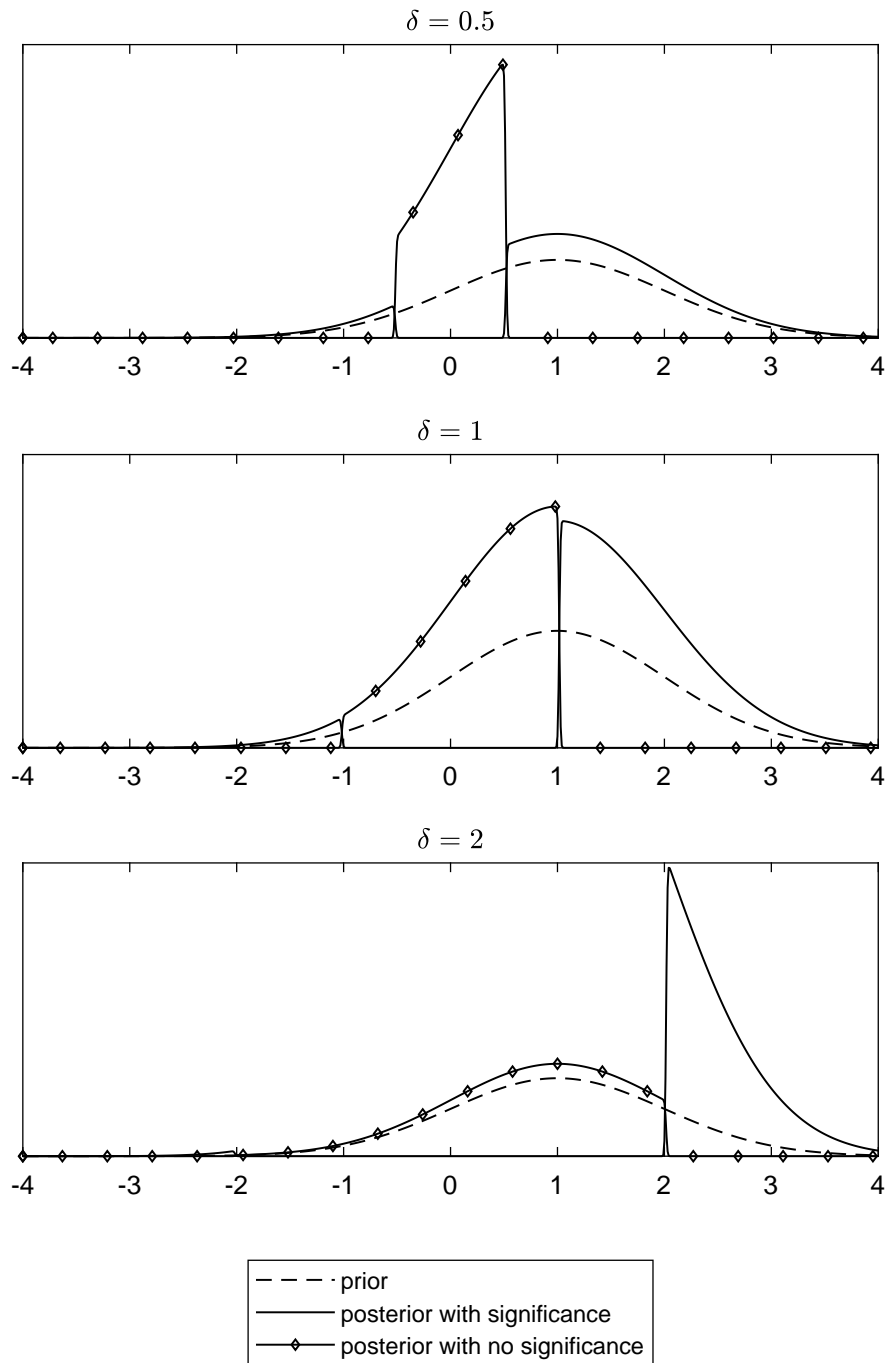 δ = 0.5
-4 -3 -2 -1 0 1 2 3 4
δ = 1
-4 -3 -2 -1 0 1 2 3 4
δ = 2
-4 -3 -2 -1 0 1 2 3 4
prior
posterior with significance
posterior with no significance